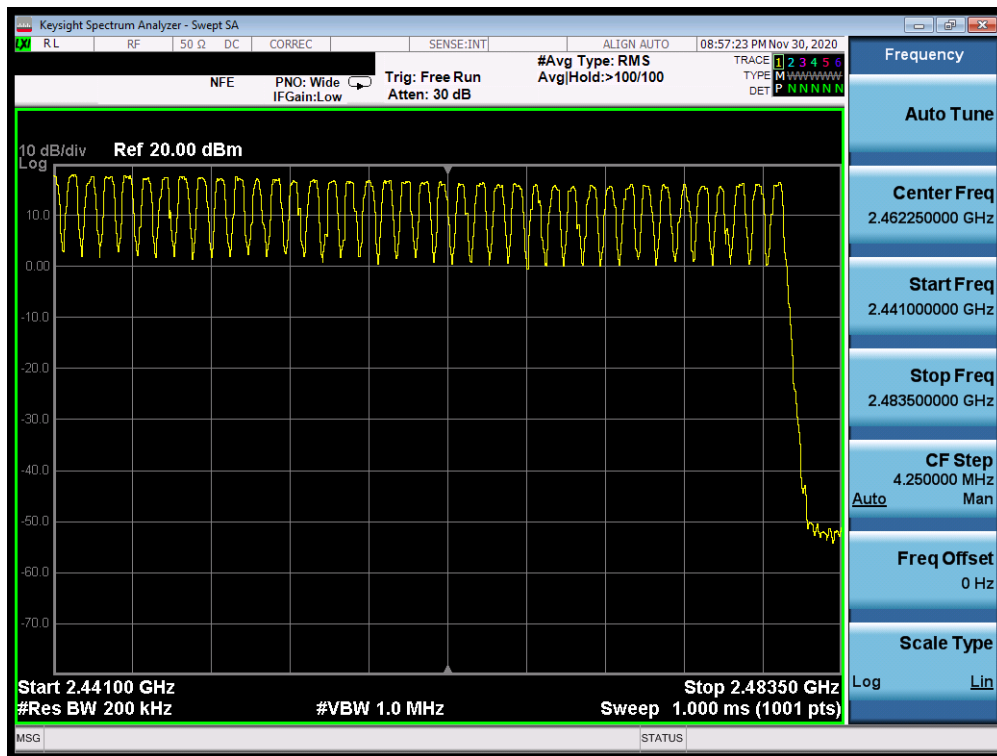 Keysight Spectrum Analyzer - Swept SA
LXI RL RF 50 Ω DC CORREC SENSE:INT ALIGN AUTO 08:57:23 PM Nov 30, 2020
NFE PNO: Wide IFGain:Low Trig: Free Run Atten: 30 dB #Avg Type: RMS Avg|Hold:>100/100
TRACE 1 2 3 4 5 6
TYPE M WWWWW
DET P N N N N N
10 dB/div Ref 20.00 dBm
Log
10.0
0.00
-10.0
-20.0
-30.0
-40.0
-50.0
-60.0
-70.0
Start 2.44100 GHz Stop 2.48350 GHz
#Res BW 200 kHz #VBW 1.0 MHz Sweep 1.000 ms (1001 pts)
MSG STATUS
Frequency
Auto Tune
Center Freq
2.462250000 GHz
Start Freq
2.441000000 GHz
Stop Freq
2.483500000 GHz
CF Step
4.250000 MHz
Auto Man
Freq Offset
0 Hz
Scale Type
Log Lin